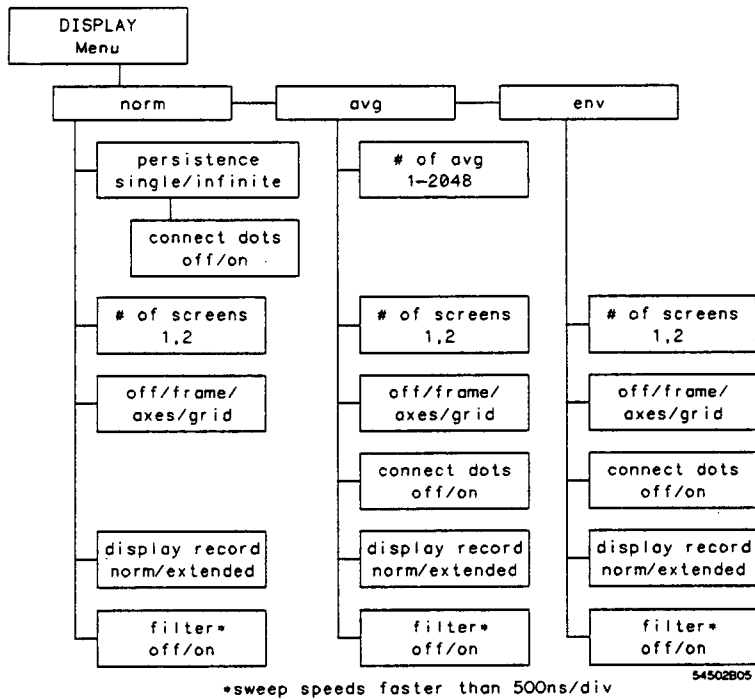 DISPLAY
Menu
norm
avg
env
persistence
single/infinite
connect dots
off/on
# of screens
1,2
off/frame/
axes/grid
display record
norm/extended
filter*
off/on
# of avg
1-2048
# of screens
1,2
off/frame/
axes/grid
connect dots
off/on
display record
norm/extended
filter*
off/on
# of screens
1,2
off/frame/
axes/grid
connect dots
off/on
display record
norm/extended
filter*
off/on
54502B05
*sweep speeds faster than 500ns/div